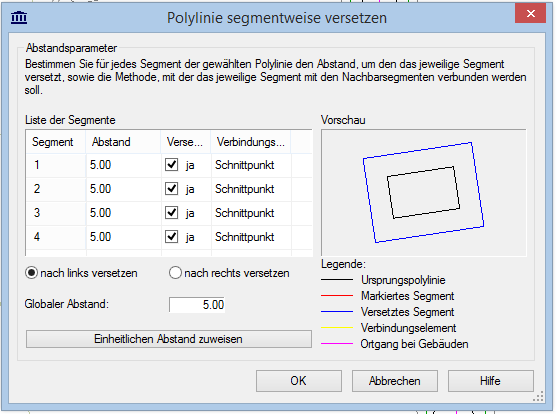 Polylinie segmentweise versetzen
Abstandsparameter
Bestimmen Sie für jedes Segment der gewählten Polylinie den Abstand, um den das jeweilige Segment
versetzt, sowie die Methode, mit der das jeweilige Segment mit den Nachbarsegmenten verbunden werden
soll.
Liste der Segmente
Segment Abstand Verse... Verbindungs...
1 5.00 ja Schnittpunkt
2 5.00 ja Schnittpunkt
3 5.00 ja Schnittpunkt
4 5.00 ja Schnittpunkt
nach links versetzen nach rechts versetzen
Globaler Abstand: 5.00
Einheitlichen Abstand zuweisen
Vorschau
Legende:
Ursprungspolylinie
Markiertes Segment
Versetztes Segment
Verbindungselement
Ortgang bei Gebäuden
OK Abbrechen Hilfe